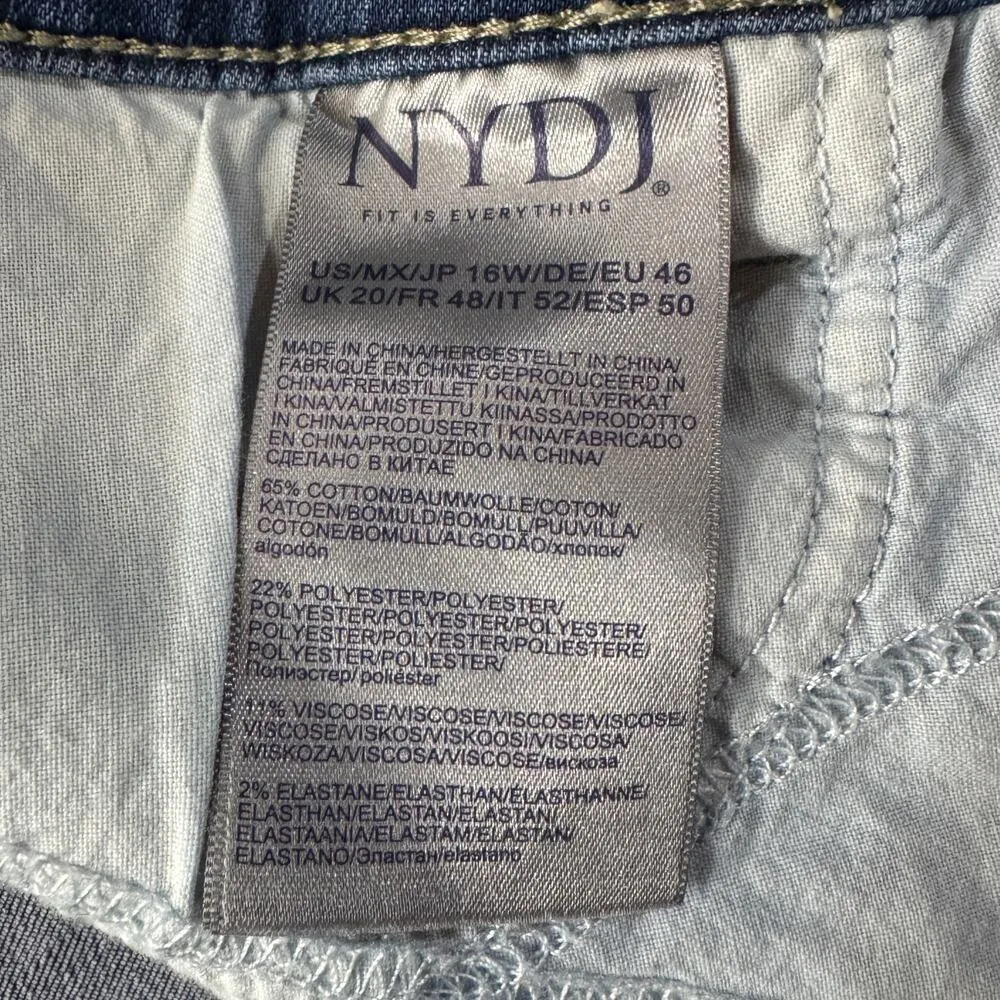 NYDJ®
FIT IS EVERYTHING
US/MX/JP 16W/DE/EU 46
UK 20/FR 48/IT 52/ESP 50
MADE IN CHINA/HERGESTELLT IN CHINA/
FABRIQUÉ EN CHINE/GEPRODUCEERD IN
CHINA/FREMSTILLET I KINA/TILLVERKAT
I KINA/VALMISTETTU KIINASSA/PRODOTTO
IN CHINA/PRODUSERT I KINA/FABRICADO
EN CHINA/PRODUZIDO NA CHINA/
СДЕЛАНО В КИТАЕ
65% COTTON/BAUMWOLLE/COTON/
KATOEN/BOMULD/BOMULL/PUUVILLA/
COTONE/BOMULL/ALGODÃO/хлопок/
algodón
22% POLYESTER/POLYESTER/
POLYESTER/POLYESTER/POLYESTER/
POLYESTER/POLYESTER/POLIESTERE/
POLYESTER/POLIESTER/
Полиэстер/poliéster
11% VISCOSE/VISCOSE/VISCOSE/VISCOSE/
VISCOSE/VISKOS/VISKOOSI/VISCOSA/
WISKOZA/VISCOSA/VISCOSE/вискоза
2% ELASTANE/ELASTHAN/ELASTHANNE/
ELASTHAN/ELASTAN/ELASTAN/
ELASTAANIA/ELASTAM/ELASTAN/
ELASTANO/Эластан/elastano